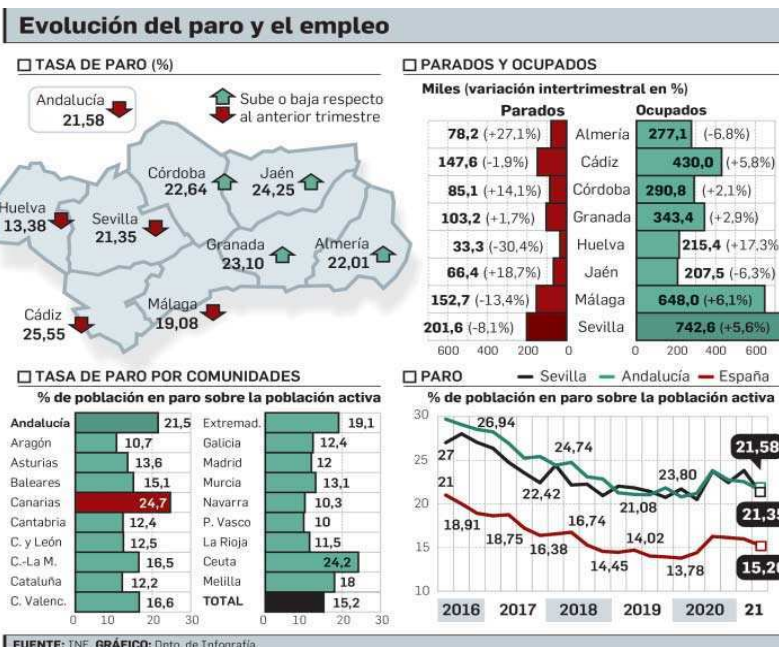 Evolución del paro y el empleo
TASA DE PARO (%)
Andalucía
21,58
Sube o baja respecto
al anterior trimestre
Córdoba
22,64
Jaén
24,25
Huelva
13,38
Sevilla
21,35
Granada
23,10
Almería
22,01
Cádiz
25,55
Málaga
19,08
PARADOS Y OCUPADOS
Miles (variación intertrimestral en %)
Parados Ocupados
78,2 (+27,1%) Almería 277,1 (-6,8%)
147,6 (-1,9%) Cádiz 430,0 (+5,8%)
85,1 (+14,1%) Córdoba 290,8 (+2,1%)
103,2 (+1,7%) Granada 343,4 (+2,9%)
33,3 (-30,4%) Huelva 215,4 (+17,3%
66,4 (+18,7%) Jaén 207,5 (-6,3%)
152,7 (-13,4%) Málaga 648,0 (+6,1%)
201,6 (-8,1%) Sevilla 742,6 (+5,6%)
600 400 200 0 0 200 400 600
TASA DE PARO POR COMUNIDADES
% de población en paro sobre la población activa
Andalucía 21,5
Aragón 10,7
Asturias 13,6
Baleares 15,1
Canarias 24,7
Cantabria 12,4
C. y León 12,5
C.-La M. 16,5
Cataluña 12,2
C. Valenc. 16,6
0 10 20 30
Extremad. 19,1
Galicia 12,4
Madrid 12
Murcia 13,1
Navarra 10,3
P. Vasco 10
La Rioja 11,5
Ceuta 24,2
Melilla 18
TOTAL 15,2
0 10 20 30
PARO Sevilla Andalucía España
% de población en paro sobre la población activa
30
26,94
27 24,74 23,80 21,58
21 22,42 21,08
20 21,35
18,91 18,75 16,74
15 16,38 14,45 14,02 13,78 15,26
10
2016 2017 2018 2019 2020 21
FUENTE: INE. GRÁFICO: Dpto. de Infografía